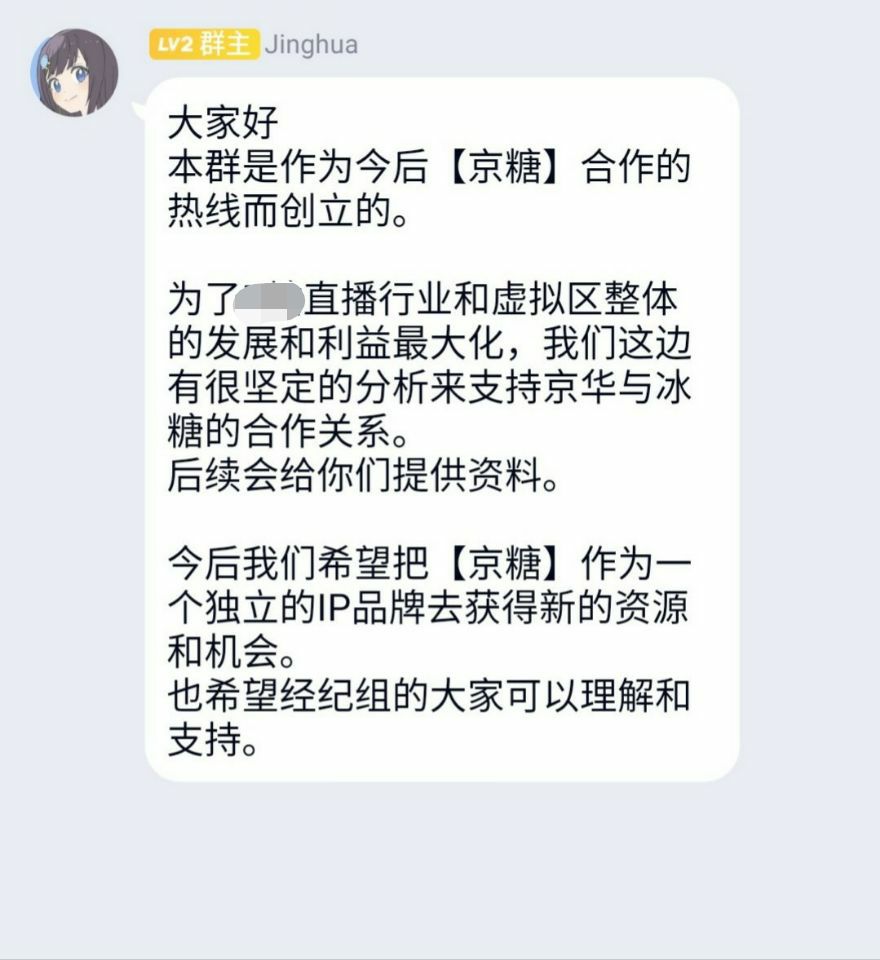 LV2 群主 Jinghua
大家好
本群是作为今后【京糖】合作的
热线而创立的。
为了直播行业和虚拟区整体
的发展和利益最大化，我们这边
有很坚定的分析来支持京华与冰
糖的合作关系。
后续会给你们提供资料。
今后我们希望把【京糖】作为一
个独立的IP品牌去获得新的资源
和机会。
也希望经纪组的大家可以理解和
支持。